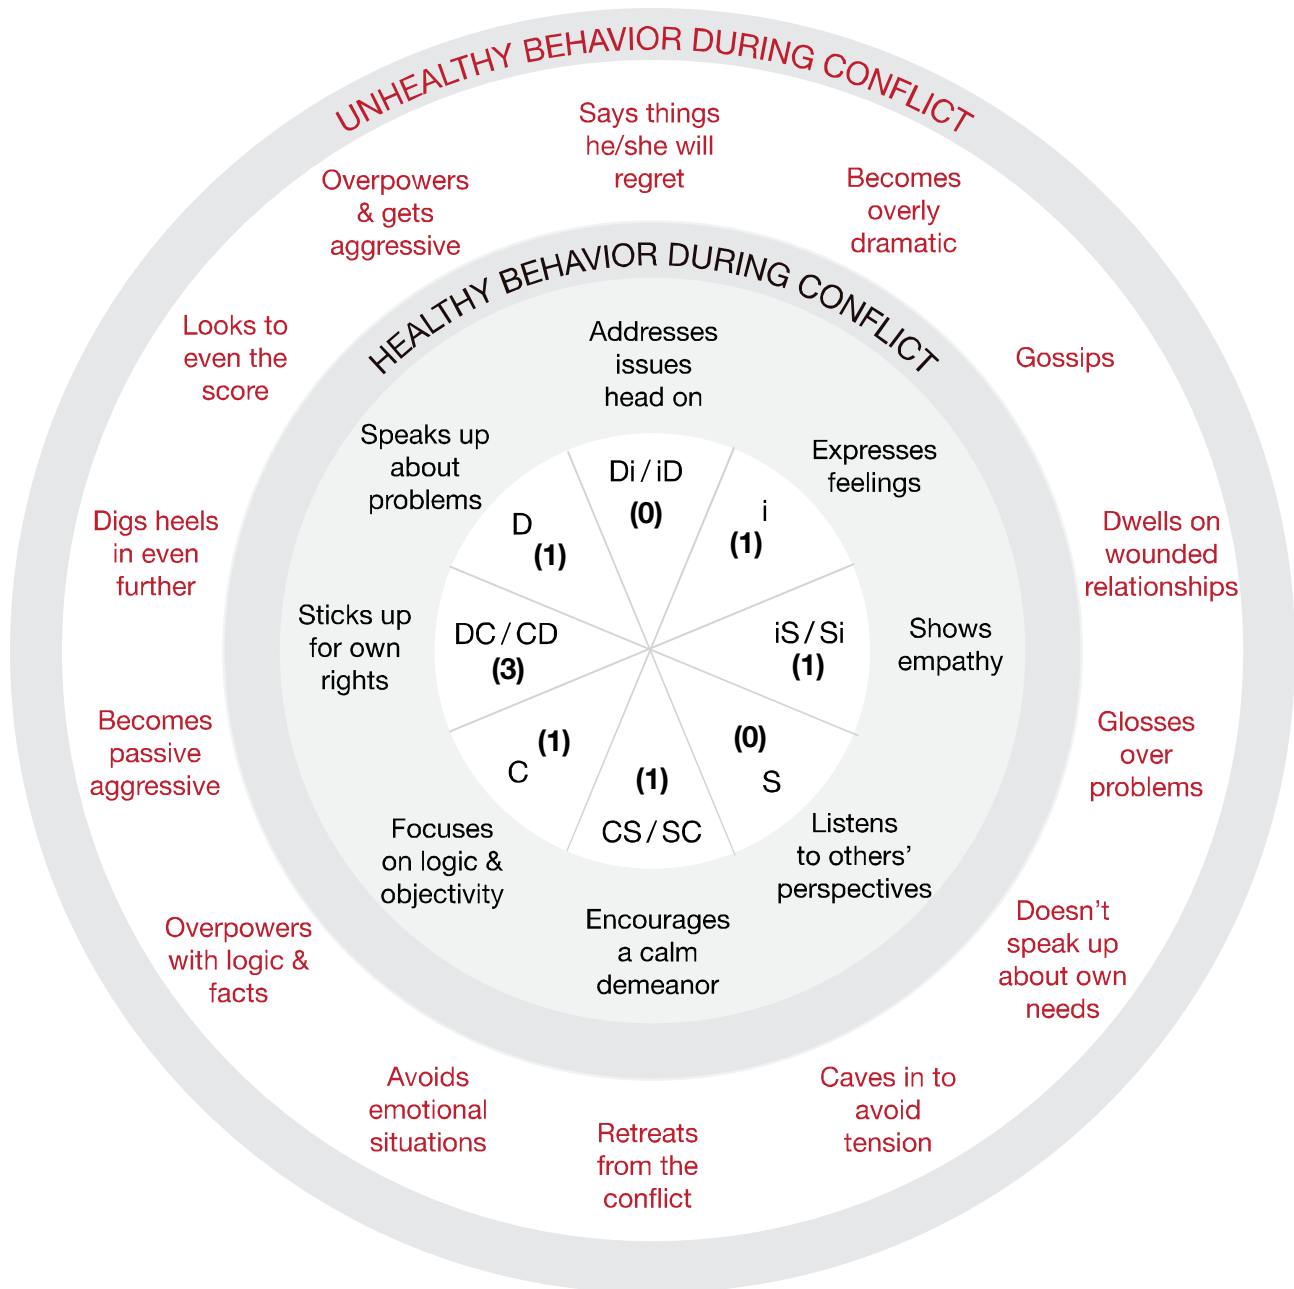 UNHEALTHY BEHAVIOR DURING CONFLICT
Says things
he/she will
regret
Becomes
overly
dramatic
Gossips
Dwells on
wounded
relationships
Glosses
over
problems
Doesn't
speak up
about own
needs
Caves in to
avoid
tension
Retreats
from the
conflict
Avoids
emotional
situations
Overpowers
with logic &
facts
Becomes
passive
aggressive
Digs heels
in even
further
Looks to
even the
score
Overpowers
& gets
aggressive
HEALTHY BEHAVIOR DURING CONFLICT
Addresses
issues
head on
Expresses
feelings
Shows
empathy
Listens
to others'
perspectives
Encourages
a calm
demeanor
Focuses
on logic &
objectivity
Sticks up
for own
rights
Speaks up
about
problems
Di / iD
(0)
i
(1)
iS / Si
(1)
(0)
S
(1)
CS / SC
(1)
C
DC / CD
(3)
D
(1)